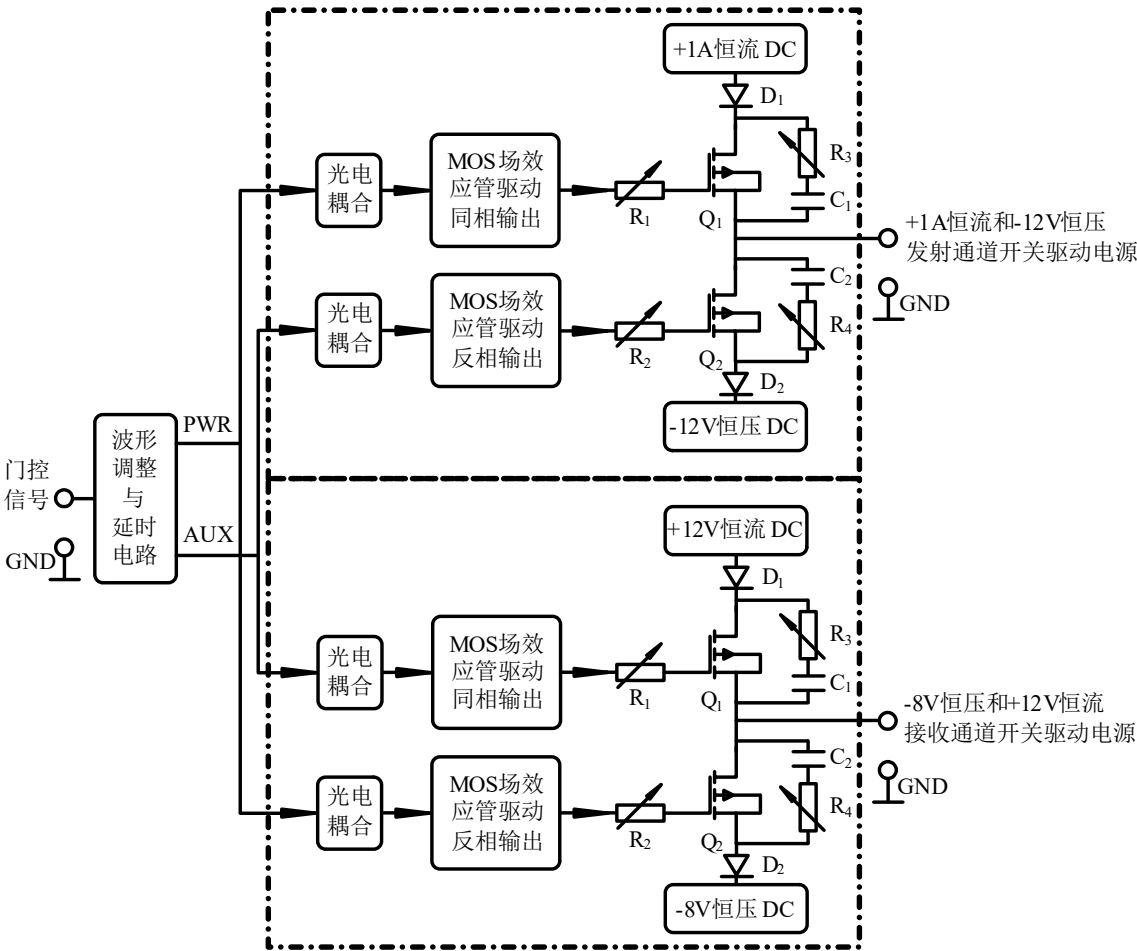 门控
信号
GND
波形
调整
与
延时
电路
PWR
AUX
+1A恒流 DC
D₁
光电
耦合
MOS场效
应管驱动
同相输出
R₁
Q₁
R₃
C₁
+1A恒流和-12V恒压
发射通道开关驱动电源
GND
光电
耦合
MOS场效
应管驱动
反相输出
R₂
Q₂
C₂
R₄
D₂
-12V恒压 DC
+12V恒流 DC
D₁
光电
耦合
MOS场效
应管驱动
同相输出
R₁
Q₁
R₃
C₁
-8V恒压和+12V恒流
接收通道开关驱动电源
GND
光电
耦合
MOS场效
应管驱动
反相输出
R₂
Q₂
C₂
R₄
D₂
-8V恒压 DC